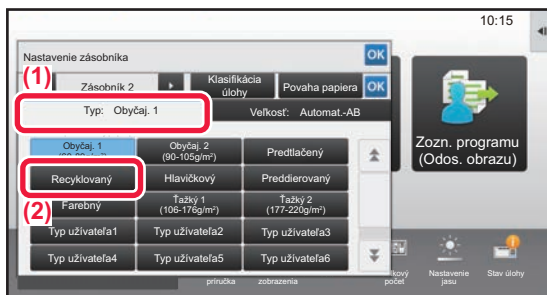 10:15
Nastavenie zásobníka
OK
(1)
Zásobník 2
Klasifikácia
úlohy
Povaha papiera
OK
Typ: Obyčaj. 1
Veľkosť: Automat.-AB
Obyčaj. 1
Obyčaj. 2
(90-105g/m²)
Predtlačený
Recyklovaný
Hlavičkový
Preddierovaný
(2)
Farebný
Ťažký 1
(106-176g/m²)
Ťažký 2
(177-220g/m²)
Typ užívateľa1
Typ užívateľa2
Typ užívateľa3
Typ užívateľa4
Typ užívateľa5
Typ užívateľa6
Zozn. programu
(Odos. obrazu)
príručka
zobrazenia
počet
Nastavenie
jasu
Stav úlohy